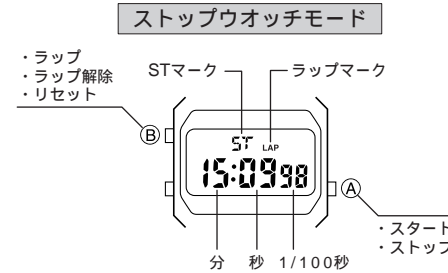 ストップウオッチモード
・ラップ
・ラップ解除
・リセット
STマーク
ラップマーク
B
ST LAP
15:0998
A
・スタート
・ストップ
分 秒 1/100秒